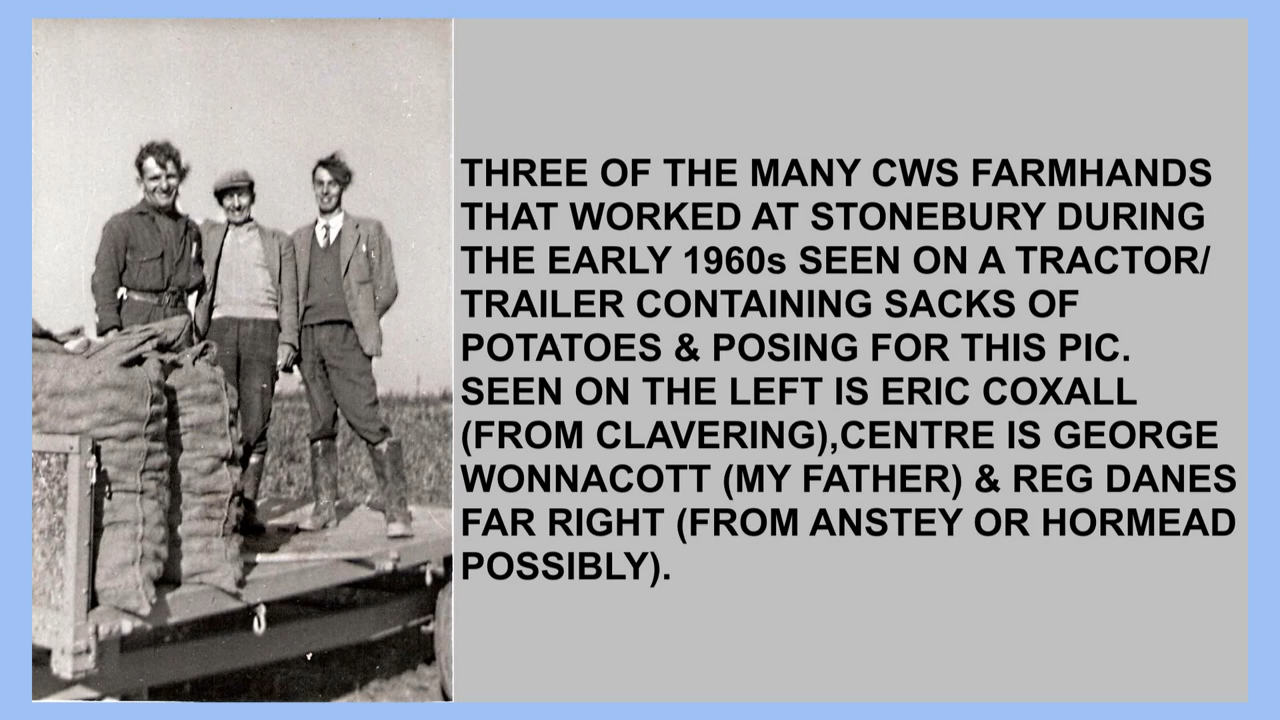 THREE OF THE MANY CWS FARMHANDS
THAT WORKED AT STONEBURY DURING
THE EARLY 1960s SEEN ON A TRACTOR/
TRAILER CONTAINING SACKS OF
POTATOES & POSING FOR THIS PIC.
SEEN ON THE LEFT IS ERIC COXALL
(FROM CLAVERING),CENTRE IS GEORGE
WONNACOTT (MY FATHER) & REG DANES
FAR RIGHT (FROM ANSTEY OR HORMEAD
POSSIBLY).